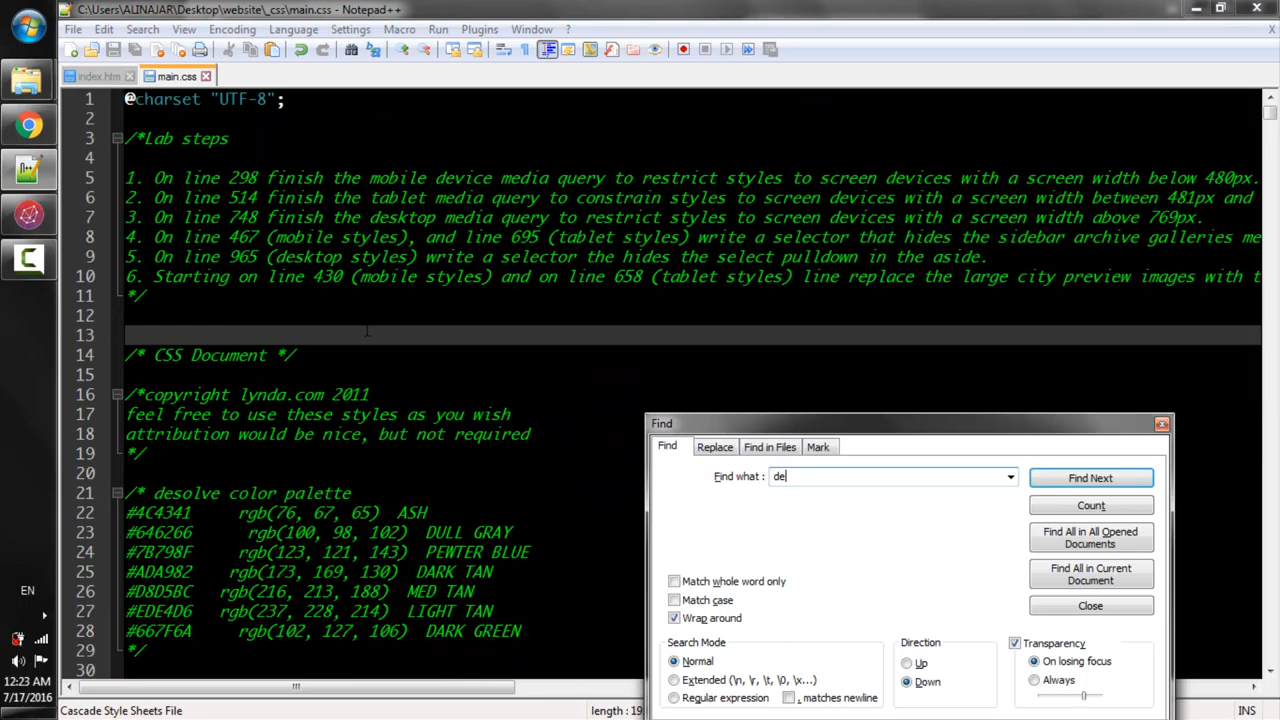 C:\Users\ALINAJAR\Desktop\website\_css\main.css - Notepad++
File Edit Search View Encoding Language Settings Macro Run Plugins Window ? X
index.htm main.css
1 @charset "UTF-8";
2
3 /*Lab steps
4
5 1. On line 298 finish the mobile device media query to restrict styles to screen devices with a screen width below 480px.
6 2. On line 514 finish the tablet media query to constrain styles to screen devices with a screen width between 481px and
7 3. On line 748 finish the desktop media query to restrict styles to screen devices with a screen width above 769px.
8 4. On line 467 (mobile styles), and line 695 (tablet styles) write a selector that hides the sidebar archive galleries me
9 5. On line 965 (desktop styles) write a selector the hides the select pulldown in the aside.
10 6. Starting on line 430 (mobile styles) and on line 658 (tablet styles) line replace the large city preview images with t
11 */
12
13
14 /* CSS Document */
15
16 /*copyright lynda.com 2011
17 feel free to use these styles as you wish
18 attribution would be nice, but not required
19 */
20
21 /* desolve color palette
22 #4C4341 rgb(76, 67, 65) ASH
23 #646266 rgb(100, 98, 102) DULL GRAY
24 #7B798F rgb(123, 121, 143) PEWTER BLUE
25 #ADA982 rgb(173, 169, 130) DARK TAN
26 #D8D5BC rgb(216, 213, 188) MED TAN
27 #EDE4D6 rgb(237, 228, 214) LIGHT TAN
28 #667F6A rgb(102, 127, 106) DARK GREEN
29 */
30
Find
Find Replace Find in Files Mark
Find what : de
Find Next
Count
Find All in All Opened Documents
Find All in Current Document
Close
Match whole word only
Match case
Wrap around
Search Mode
Normal
Extended (\n, \r, \t, \0, \x...)
Regular expression . matches newline
Direction
Up
Down
Transparency
On losing focus
Always
EN
12:23 AM
7/17/2016
Cascade Style Sheets File length : 19 INS